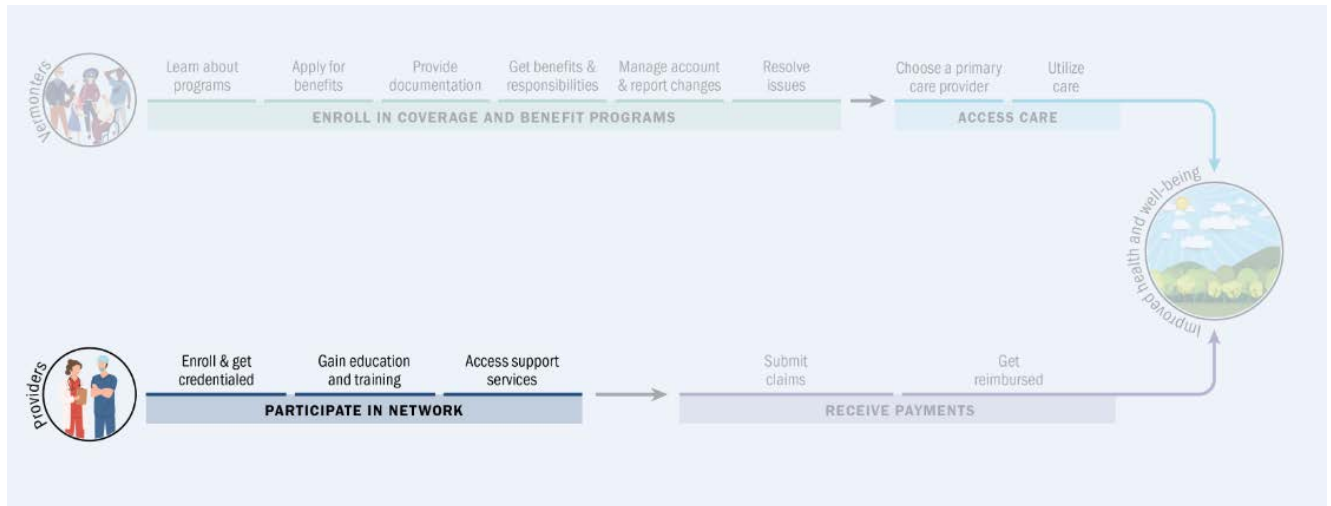 Vermonters
Learn about
programs
Apply for
benefits
Provide
documentation
Get benefits &
responsibilities
Manage account
& report changes
Resolve
issues
ENROLL IN COVERAGE AND BENEFIT PROGRAMS
Choose a primary
care provider
Utilize
care
ACCESS CARE
Improved health and well-being
Providers
Enroll & get
credentialed
Gain education
and training
Access support
services
PARTICIPATE IN NETWORK
Submit
claims
Get
reimbursed
RECEIVE PAYMENTS